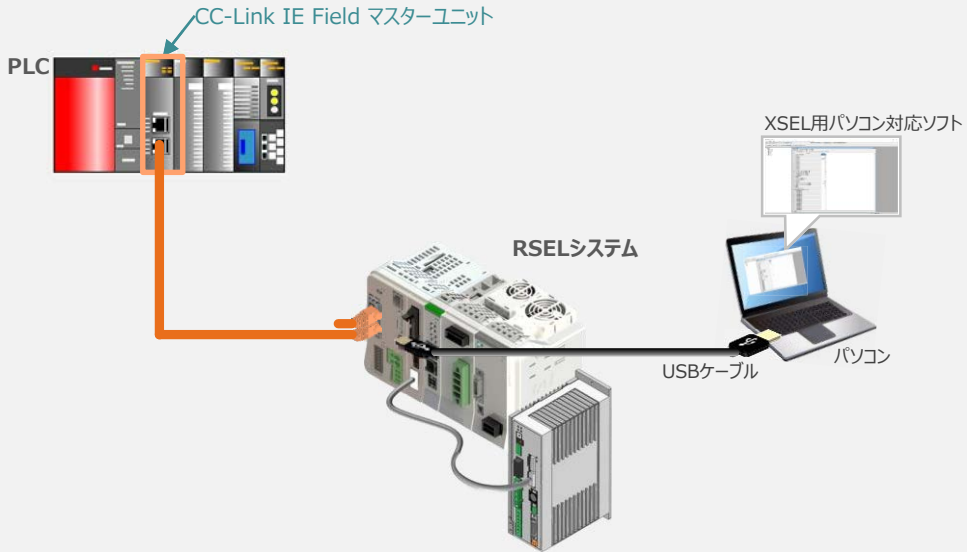 CC-Link IE Field マスターユニット
PLC
XSEL用パソコン対応ソフト
RSELシステム
パソコン
USBケーブル